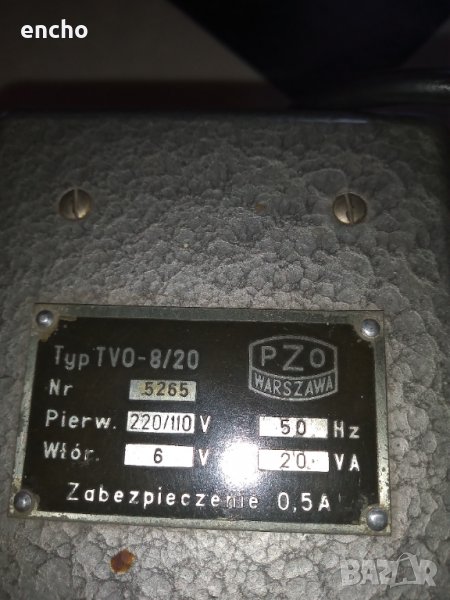 encho
Typ TVO-8/20
PZO
WARSZAWA
Nr 5265
Pierw. 220/110 V 50 Hz
Wtór. 6 V 20 VA
Zabezpieczenie 0,5A
BAZAR